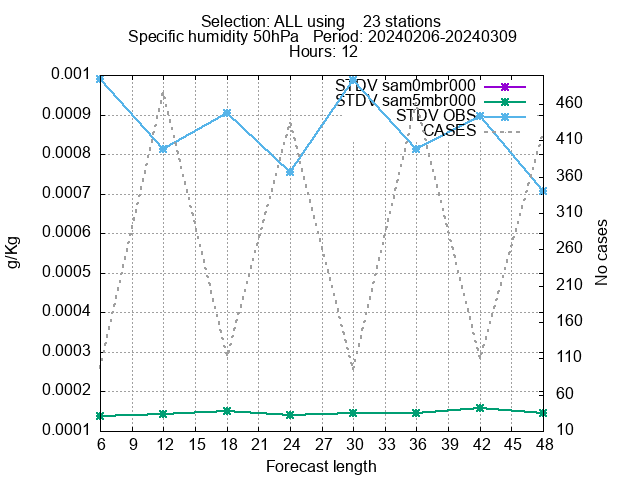 Selection: ALL using    23 stations
Specific humidity 50hPa   Period: 20240206-20240309
Hours: 12
STDV sam0mbr000
STDV sam5mbr000
STDV OBS
CASES
0.001
0.0009
0.0008
0.0007
0.0006
0.0005
0.0004
0.0003
0.0002
0.0001
g/Kg
460
410
360
310
260
210
160
110
60
10
No cases
6 9 12 15 18 21 24 27 30 33 36 39 42 45 48
Forecast length